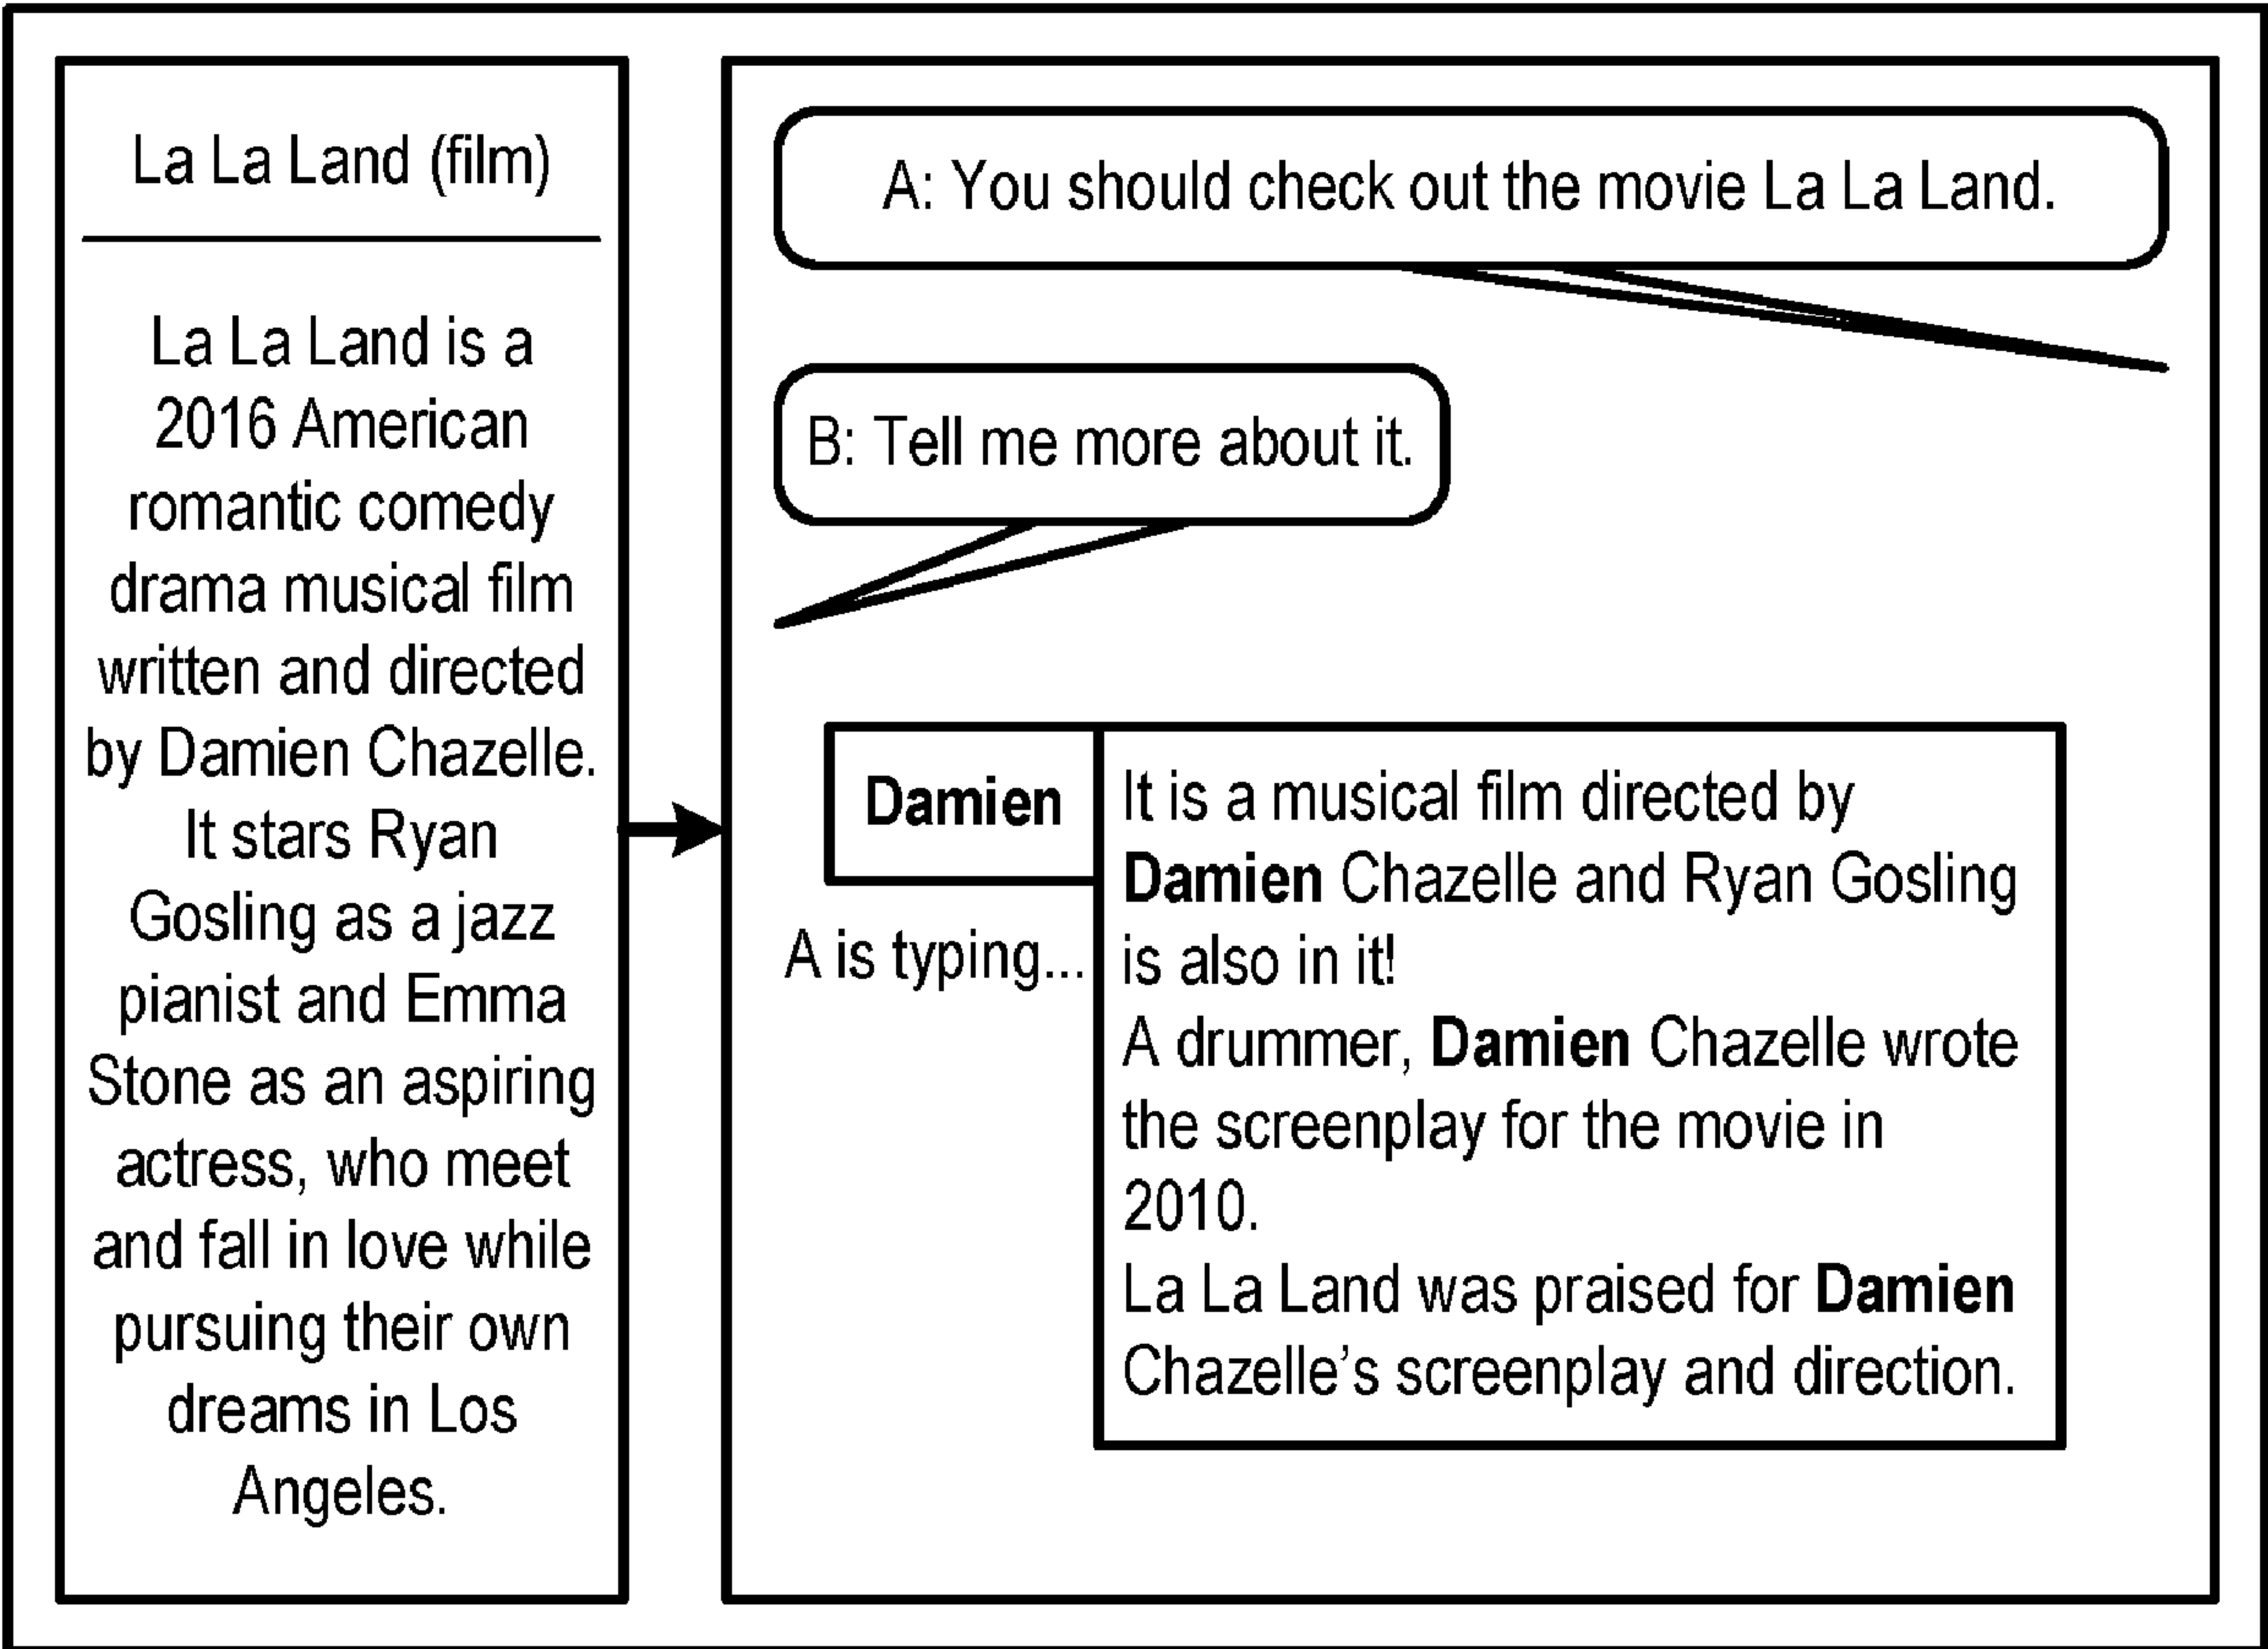 La La Land (film)
La La Land is a
2016 American
romantic comedy
drama musical film
written and directed
by Damien Chazelle.
It stars Ryan
Gosling as a jazz
pianist and Emma
Stone as an aspiring
actress, who meet
and fall in love while
pursuing their own
dreams in Los
Angeles.
A: You should check out the movie La La Land.
B: Tell me more about it.
Damien
A is typing...
It is a musical film directed by
Damien Chazelle and Ryan Gosling
is also in it!
A drummer, Damien Chazelle wrote
the screenplay for the movie in
2010.
La La Land was praised for Damien
Chazelle's screenplay and direction.